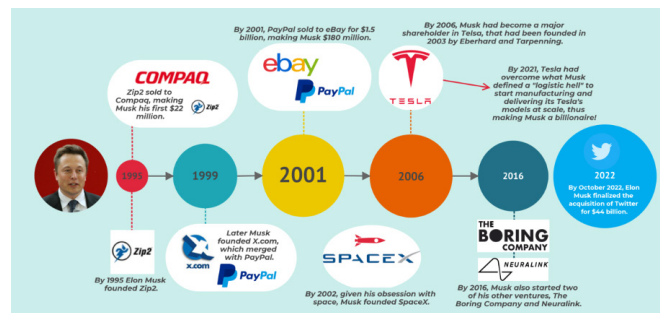 By 2001, PayPal sold to eBay for $1.5
billion, making Musk $180 million.
By 2006, Musk had become a major
shareholder in Telsa, that had been founded in
2003 by Eberhard and Tarpenning.
COMPAQ
Zip2 sold to
Compaq, making
Musk his first $22
million.
Zip2
ebay
PayPal
TESLA
By 2021, Tesla had
overcome what Musk
defined a "logistic hell" to
start manufacturing and
delivering its Tesla's
models at scale, thus
making Musk a billionaire!
1995
1999
2001
2006
2016
2022
By October 2022, Elon
Musk finalized the
acquisition of Twitter
for $44 billion.
Zip2
By 1995 Elon Musk
founded Zip2.
X
x.com
Later Musk
founded X.com,
which merged
with PayPal.
PayPal
SPACEX
By 2002, given his obsession with
space, Musk founded SpaceX.
THE
BORING
COMPANY
NEURALINK
By 2016, Musk also started two
of his other ventures, The
Boring Company and Neuralink.